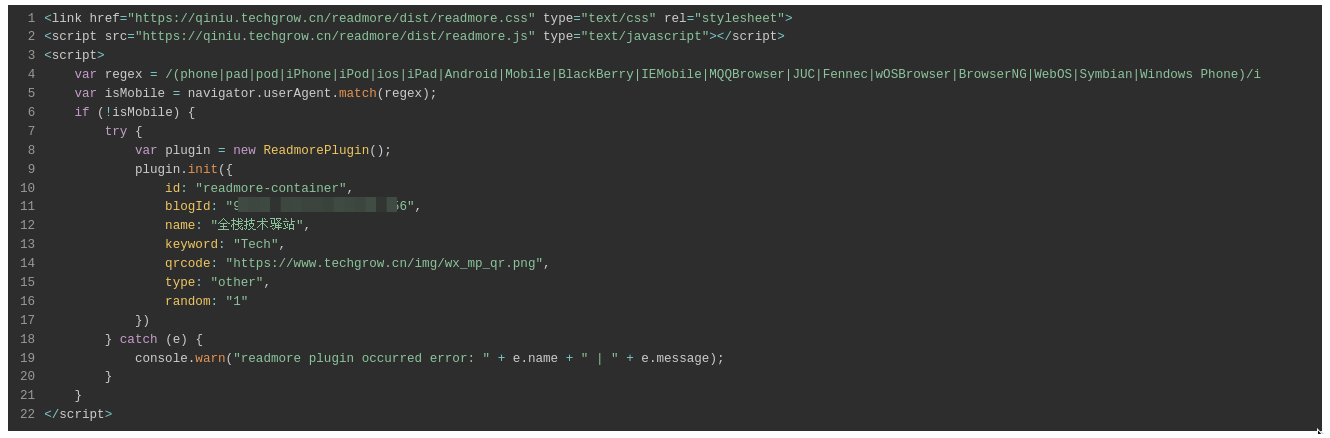 1 <link href="https://qiniu.techgrow.cn/readmore/dist/readmore.css" type="text/css" rel="stylesheet">
2 <script src="https://qiniu.techgrow.cn/readmore/dist/readmore.js" type="text/javascript"></script>
3 <script>
4     var regex = /(phone|pad|pod|iPhone|iPod|ios|iPad|Android|Mobile|BlackBerry|IEMobile|MQQBrowser|JUC|Fennec|wOSBrowser|BrowserNG|WebOS|Symbian|Windows Phone)/i
5     var isMobile = navigator.userAgent.match(regex);
6     if (!isMobile) {
7         try {
8             var plugin = new ReadmorePlugin();
9             plugin.init({
10                 id: "readmore-container",
11                 blogId: "
12                 name: "全栈技术驿站",
13                 keyword: "Tech",
14                 qrcode: "https://www.techgrow.cn/img/wx_mp_qr.png",
15                 type: "other",
16                 random: "1"
17             })
18         } catch (e) {
19             console.warn("readmore plugin occurred error: " + e.name + " | " + e.message);
20         }
21     }
22 </script>